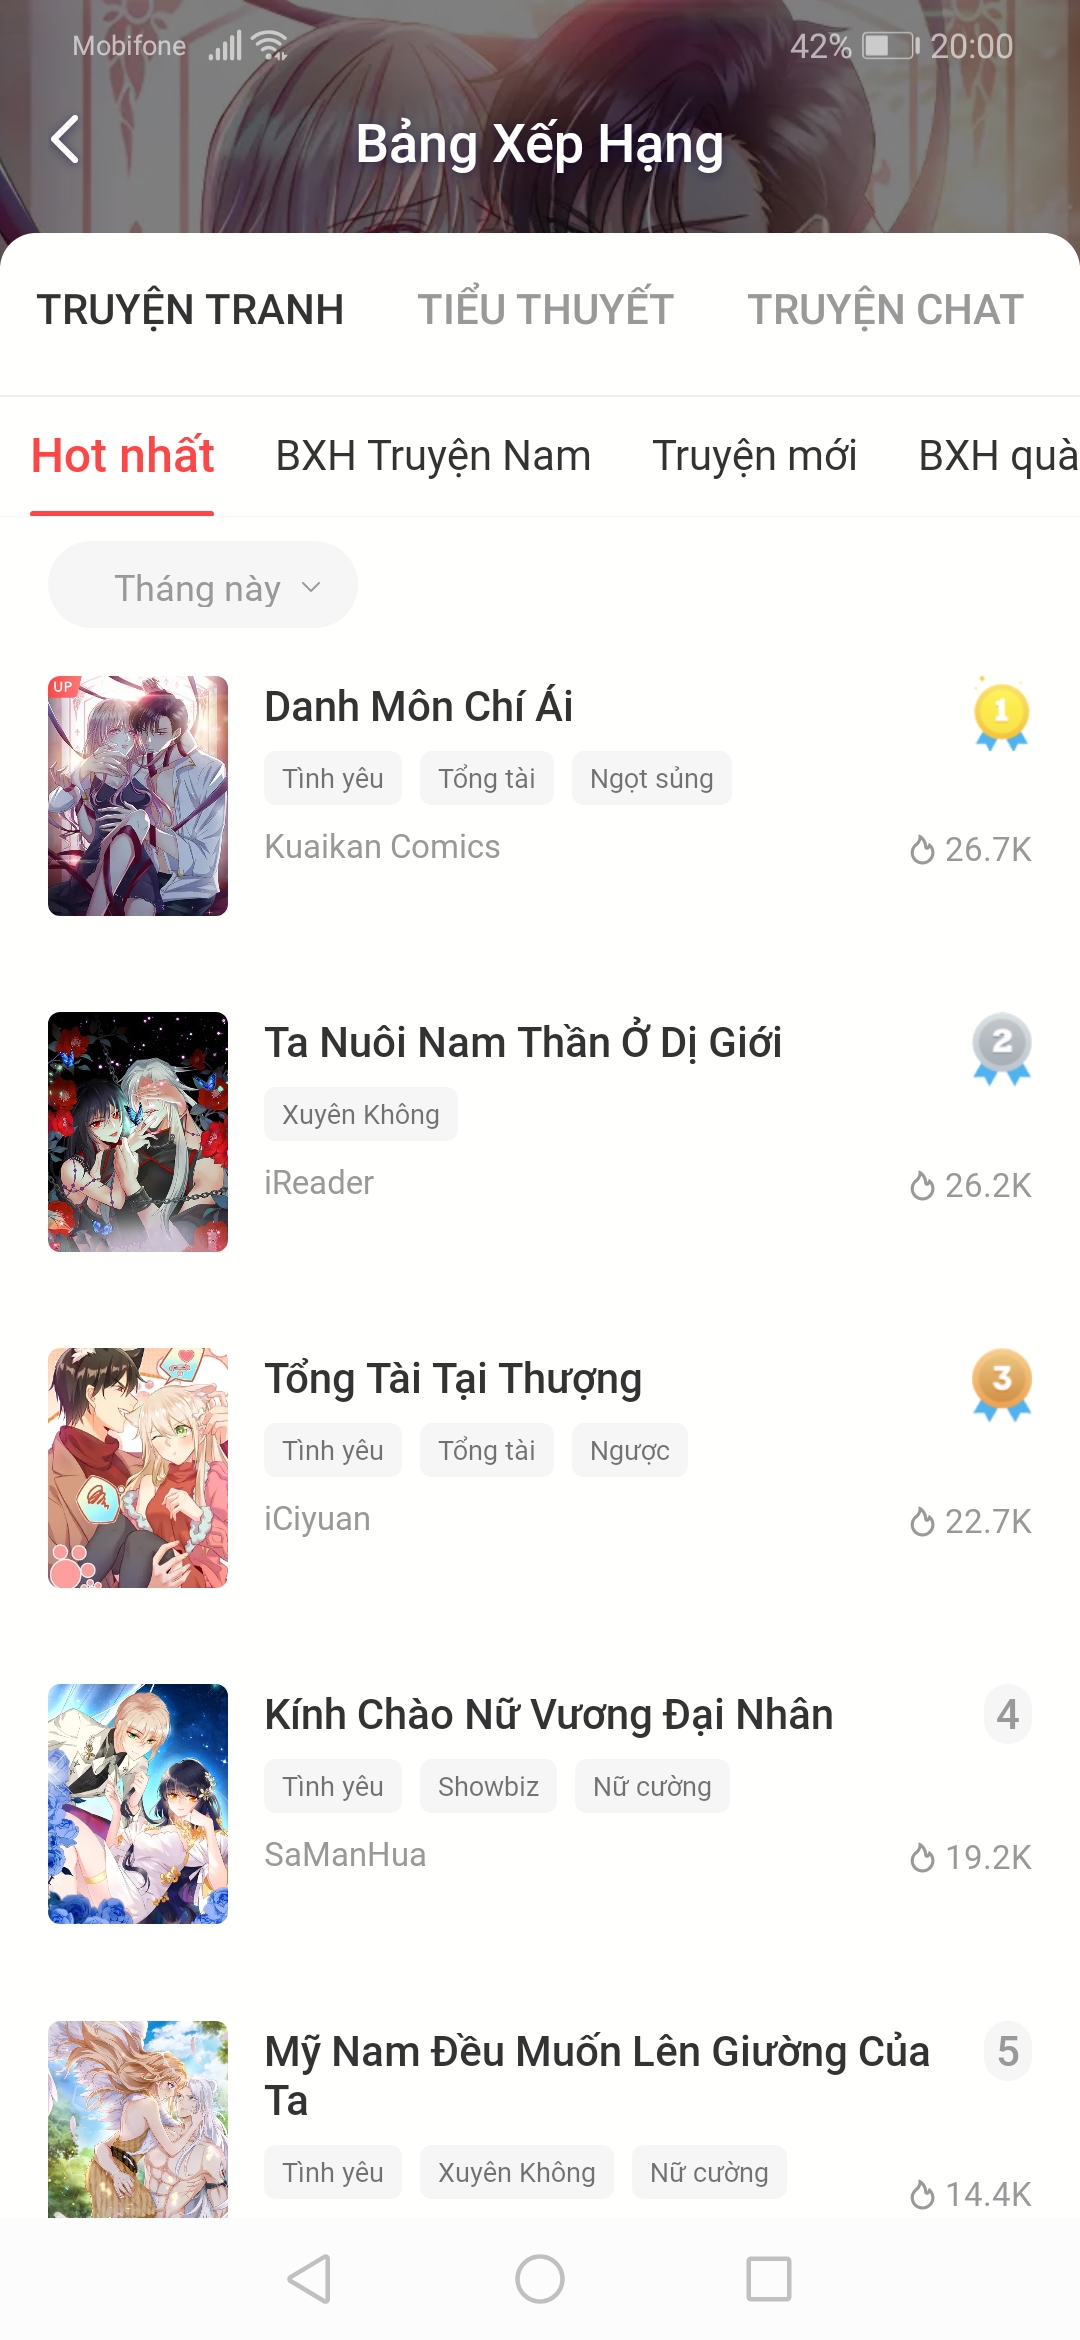 Mobifone 42% 20:00
Bảng Xếp Hạng
TRUYỆN TRANH TIỂU THUYẾT TRUYỆN CHAT
Hot nhất BXH Truyện Nam Truyện mới BXH quà
Tháng này
UP
Danh Môn Chí Ái 1
Tình yêu Tổng tài Ngọt sủng
Kuaikan Comics 26.7K
Ta Nuôi Nam Thần Ở Dị Giới 2
Xuyên Không
iReader 26.2K
Tổng Tài Tại Thượng 3
Tình yêu Tổng tài Ngược
iCiyuan 22.7K
Kính Chào Nữ Vương Đại Nhân 4
Tình yêu Showbiz Nữ cường
SaManHua 19.2K
Mỹ Nam Đều Muốn Lên Giường Của 5
Ta
Tình yêu Xuyên Không Nữ cường
14.4K